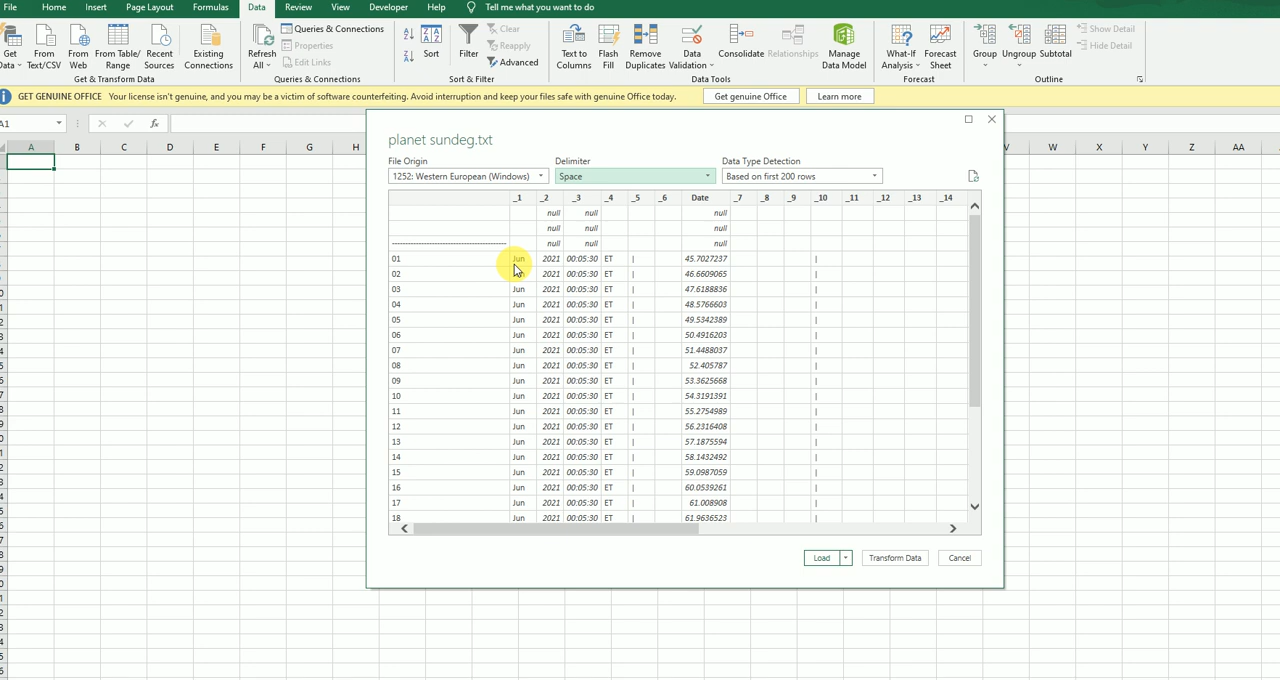 File Home Insert Page Layout Formulas Data Review View Developer Help Tell me what you want to do
Get Data From Text/CSV From Web From Table/ Range Recent Sources Existing Connections Refresh All Queries & Connections Properties Edit Links Sort Filter Clear Reapply Advanced Text to Columns Flash Fill Remove Duplicates Data Validation Consolidate Relationships Manage Data Model What-If Analysis Forecast Sheet Group Ungroup Subtotal Show Detail Hide Detail
Get & Transform Data Queries & Connections Sort & Filter Data Tools Forecast Outline
GET GENUINE OFFICE Your license isn't genuine, and you may be a victim of software counterfeiting. Avoid interruption and keep your files safe with genuine Office today. Get genuine Office Learn more
A1 fx
A B C D E F G H V W X Y Z AA
planet sundeg.txt
File Origin Delimiter Data Type Detection
1252: Western European (Windows) Space Based on first 200 rows
_1 _2 _3 _4 _5 _6 Date _7 _8 _9 _10 _11 _12 _13 _14
null null null
null null null
-------------------------------------------- null null null
01 Jun 2021 00:05:30 ET | 45.7027237 |
02 Jun 2021 00:05:30 ET | 46.6609065 |
03 Jun 2021 00:05:30 ET | 47.6188836 |
04 Jun 2021 00:05:30 ET | 48.5766603 |
05 Jun 2021 00:05:30 ET | 49.5342389 |
06 Jun 2021 00:05:30 ET | 50.4916203 |
07 Jun 2021 00:05:30 ET | 51.4488037 |
08 Jun 2021 00:05:30 ET | 52.405787 |
09 Jun 2021 00:05:30 ET | 53.3625668 |
10 Jun 2021 00:05:30 ET | 54.3191391 |
11 Jun 2021 00:05:30 ET | 55.2754989 |
12 Jun 2021 00:05:30 ET | 56.2316408 |
13 Jun 2021 00:05:30 ET | 57.1875594 |
14 Jun 2021 00:05:30 ET | 58.1432492 |
15 Jun 2021 00:05:30 ET | 59.0987059 |
16 Jun 2021 00:05:30 ET | 60.0539261 |
17 Jun 2021 00:05:30 ET | 61.008908 |
18 Jun 2021 00:05:30 ET | 61.9636523 |
Load Transform Data Cancel